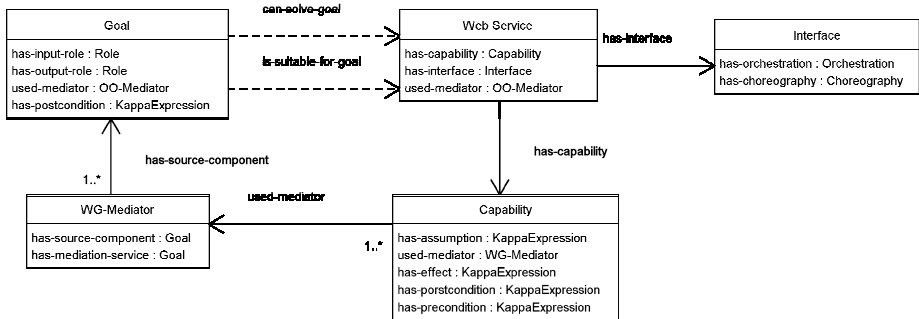 can-solve-goal
Goal
Web Service
Interface
has-interface
has-input-role : Role
has-output-role : Role
used-mediator : OO-Mediator
has-postcondition : KappaExpression
is-suitable-for-goal
has-capability : Capability
has-interface : Interface
used-mediator : OO-Mediator
has-orchestration : Orchestration
has-choreography : Choreography
has-source-component
has-capability
1..*
used-mediator
WG-Mediator
has-source-component : Goal
has-mediation-service : Goal
1..*
Capability
has-assumption : KappaExpression
used-mediator : WG-Mediator
has-effect : KappaExpression
has-porstcondition : KappaExpression
has-precondition : KappaExpression